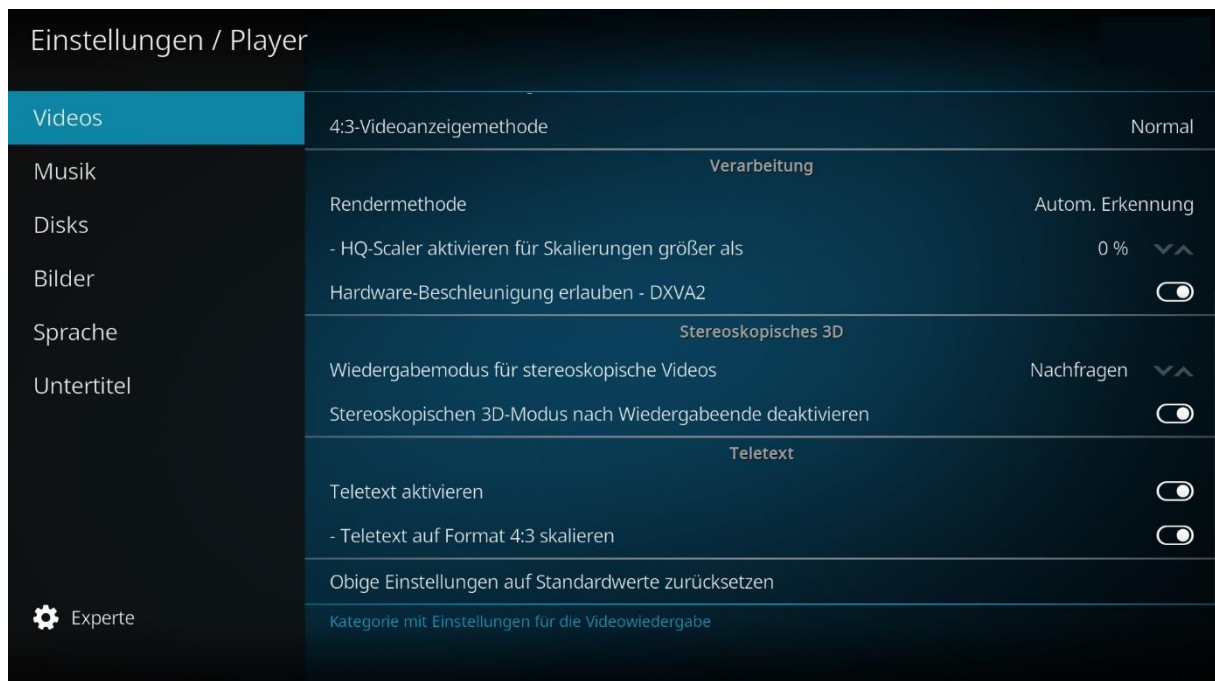 Einstellungen / Player
Videos
Musik
Disks
Bilder
Sprache
Untertitel
Experte
4:3-Videoanzeigemethode Normal
Verarbeitung
Rendermethode Autom. Erkennung
- HQ-Scaler aktivieren für Skalierungen größer als 0 %
Hardware-Beschleunigung erlauben - DXVA2
Stereoskopisches 3D
Wiedergabemodus für stereoskopische Videos Nachfragen
Stereoskopischen 3D-Modus nach Wiedergabeende deaktivieren
Teletext
Teletext aktivieren
- Teletext auf Format 4:3 skalieren
Obige Einstellungen auf Standardwerte zurücksetzen
Kategorie mit Einstellungen für die Videowiedergabe